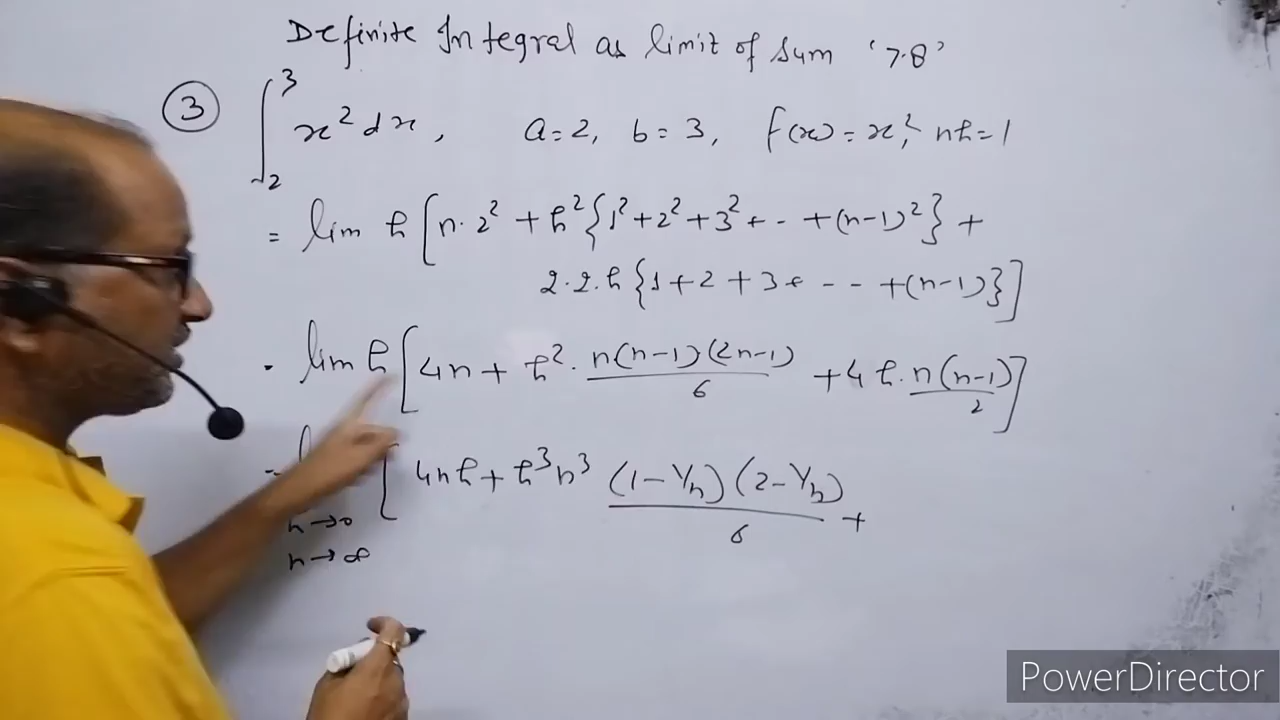 Definite Integral as limit of sum '7.8'
③ ∫₂³ x² dx, a=2, b=3, f(x)=x², nh=1
= lim h [n·2² + h² {1²+2²+3²+--+(n-1)²} +
2·2·h {1+2+3+---+(n-1)}]
= lim h [4n + h²· n(n-1)(2n-1)/6 + 4h· n(n-1)/2]
= [4nh + h³n³ (1-1/n)(2-1/n)/6 +
h→0
n→∞
PowerDirector